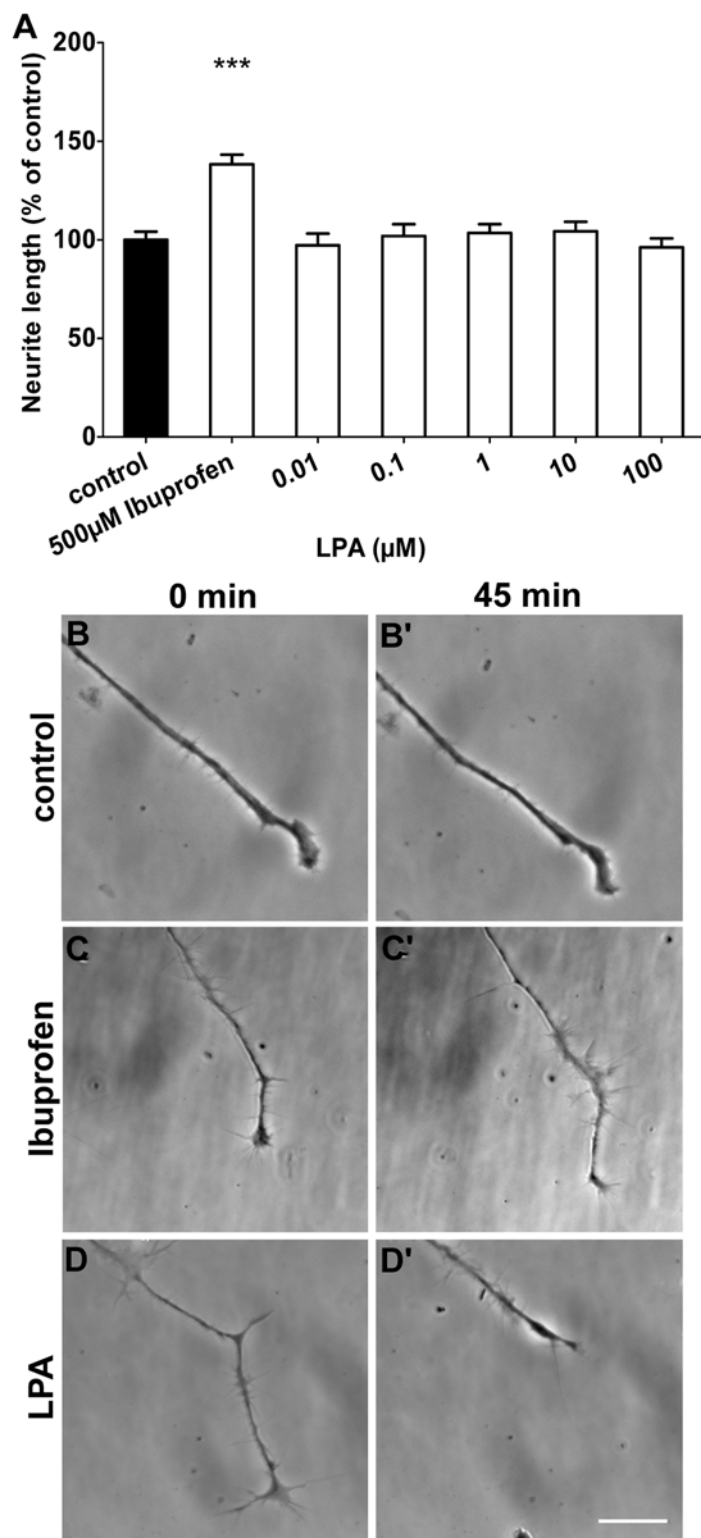 A
200
***
150
100
50
0
Neurite length (% of control)
control
500µM Ibuprofen
0.01
0.1
1
10
100
LPA (µM)
0 min
45 min
control
B
B'
Ibuprofen
C
C'
LPA
D
D'